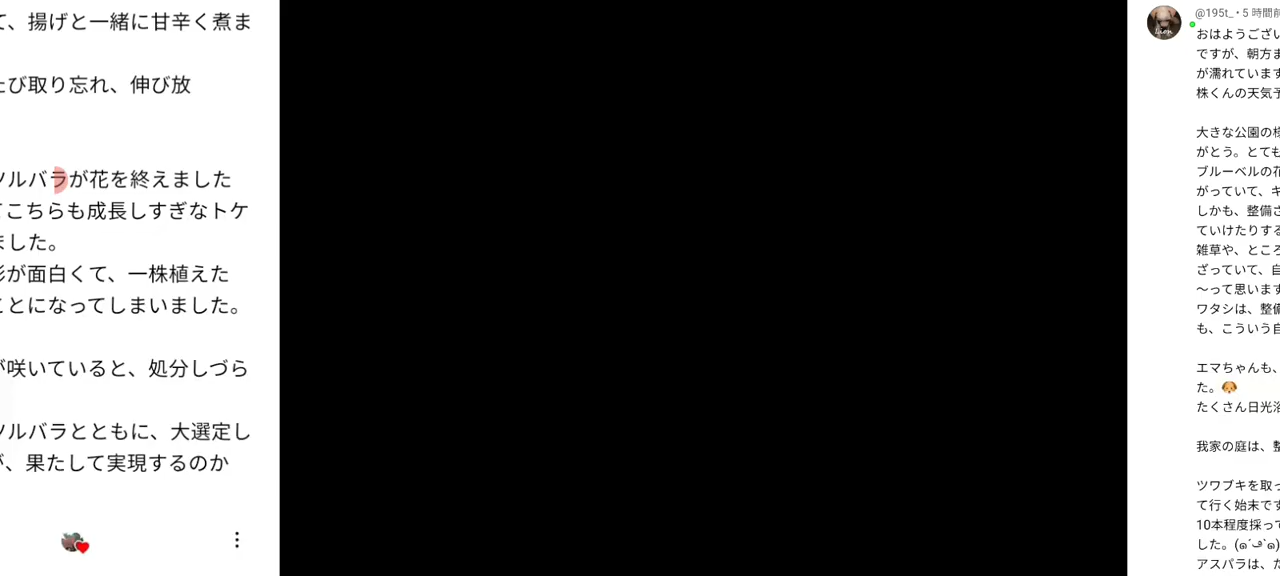 て、揚げと一緒に甘辛く煮ま
たび取り忘れ、伸び放
ツルバラが花を終えました
てこちらも成長しすぎなトケ
ました。
形が面白くて、一株植えた
ことになってしまいました。
が咲いていると、処分しづら
ツルバラとともに、大選定し
が、果たして実現するのか
@195t_・5 時間前
おはようござい
ですが、朝方ま
が濡れています
株くんの天気予
大きな公園の様
がとう。とても
ブルーベルの花
がっていて、キ
しかも、整備さ
ていけたりする
雑草や、ところ
ざっていて、自
〜って思います
ワタシは、整備
も、こういう自
エマちゃんも、
た。🐶
たくさん日光浴
我家の庭は、整
ツワブキを取っ
て行く始末です
10本程度採って
した。(๑´ڡ`๑)
アスパラは、た